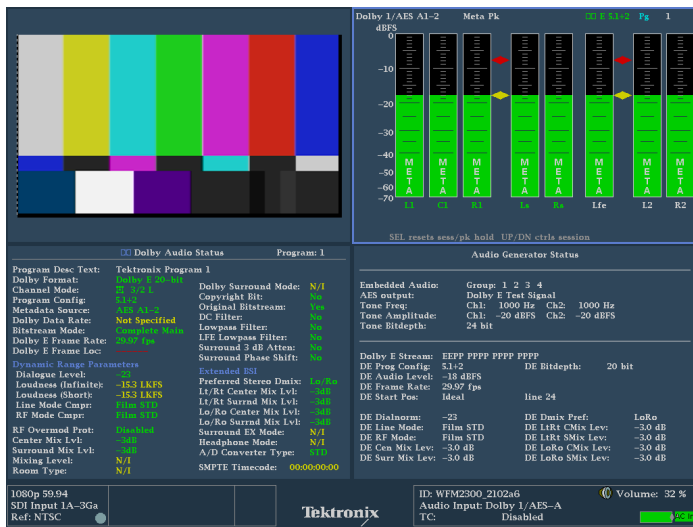 Dolby 1/AES A1-2 Meta Pk E 5.1+2 Pg 1
dBFS
0
-10
-20
-30
-40
-50
-60
-70
META META META META META META META META
L1 C1 R1 Ls Rs Lfe L2 R2
SEL resets sess/pk hold UP/DN ctrls session
Dolby Audio Status Program: 1
Program Desc Text: Tektronix Program 1
Dolby Format: Dolby E 20-bit
Channel Mode: 3/2 L
Program Config: 5.1+2
Metadata Source: AES A1-2
Dolby Data Rate: Not Specified
Bitstream Mode: Complete Main
Dolby E Frame Rate: 29.97 fps
Dolby E Frame Loc:
Dynamic Range Parameters
Dialogue Level: -23
Loudness (Infinite): -15.3 LKFS
Loudness (Short): -15.3 LKFS
Line Mode Cmpr: Film STD
RF Mode Cmpr: Film STD
RF Overmod Prot: Disabled
Center Mix Lvl: -3dB
Surround Mix Lvl: -3dB
Mixing Level: N/I
Room Type: N/I
Dolby Surround Mode: N/I
Copyright Bit: No
Original Bitstream: Yes
DC Filter: No
Lowpass Filter: No
LFE Lowpass Filter: No
Surround 3 dB Atten: No
Surround Phase Shift: No
Extended BSI
Preferred Stereo Dmix: Lo/Ro
Lt/Rt Center Mix Lvl: -3dB
Lt/Rt Surrnd Mix Lvl: -3dB
Lo/Ro Center Mix Lvl: -3dB
Lo/Ro Surrnd Mix Lvl: -3dB
Surround EX Mode: N/I
Headphone Mode: N/I
A/D Converter Type: STD
SMPTE Timecode: 00:00:00:00
Audio Generator Status
Embedded Audio: Group: 1 2 3 4
AES output: Dolby E Test Signal
Tone Freq: Ch1: 1000 Hz Ch2: 1000 Hz
Tone Amplitude: Ch1: -20 dBFS Ch2: -20 dBFS
Tone Bitdepth: 24 bit
Dolby E Stream: EEPP PPPP PPPP PPPP
DE Prog Config: 5.1+2 DE Bitdepth: 20 bit
DE Audio Level: -18 dBFS
DE Frame Rate: 29.97 fps
DE Start Pos: Ideal line 24
DE Dialnorm: -23 DE Dmix Pref: LoRo
DE Line Mode: Film STD DE LtRt CMix Lev: -3.0 dB
DE RF Mode: Film STD DE LtRt SMix Lev: -3.0 dB
DE Cen Mix Lev: -3.0 dB DE LoRo CMix Lev: -3.0 dB
DE Surr Mix Lev: -3.0 dB DE LoRo SMix Lev: -3.0 dB
1080p 59.94
SDI Input 1A-3Ga
Ref: NTSC
Tektronix
ID: WFM2300_2102a6 Volume: 32 %
Audio Input: Dolby 1/AES-A
TC: Disabled